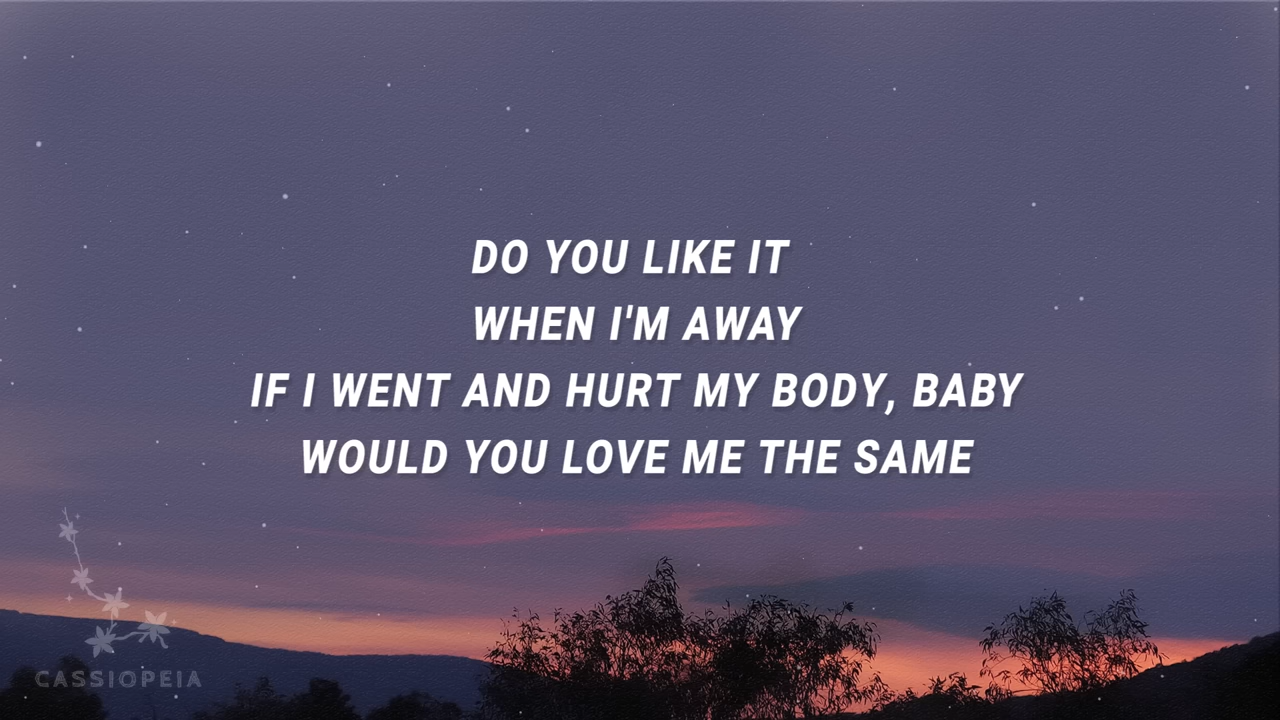 DO YOU LIKE IT
WHEN I'M AWAY
IF I WENT AND HURT MY BODY, BABY
WOULD YOU LOVE ME THE SAME
CASSIOPEIA